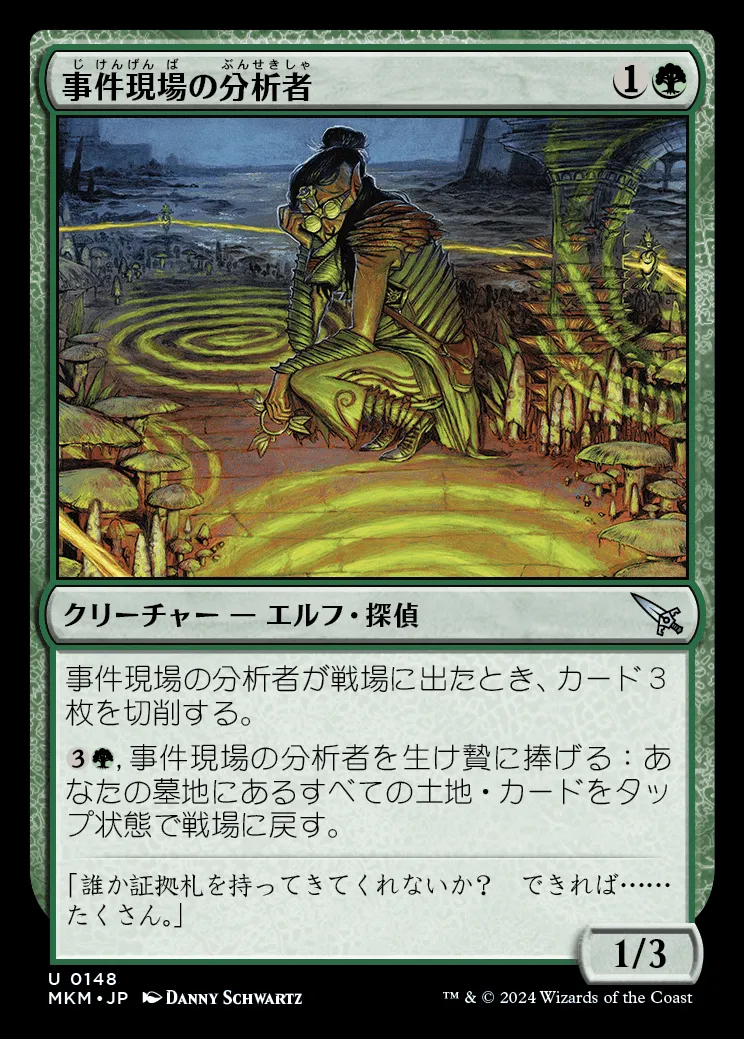 じけんげんば ぶんせきしゃ
事件現場の分析者 1
クリーチャー — エルフ・探偵
事件現場の分析者が戦場に出たとき、カード３
枚を切削する。
3, 事件現場の分析者を生け贄に捧げる：あ
なたの墓地にあるすべての土地・カードをタッ
プ状態で戦場に戻す。
「誰か証拠札を持ってきてくれないか？　できれば……
たくさん。」
1/3
U 0148
MKM • JP DANNY SCHWARTZ
™ & © 2024 Wizards of the Coast